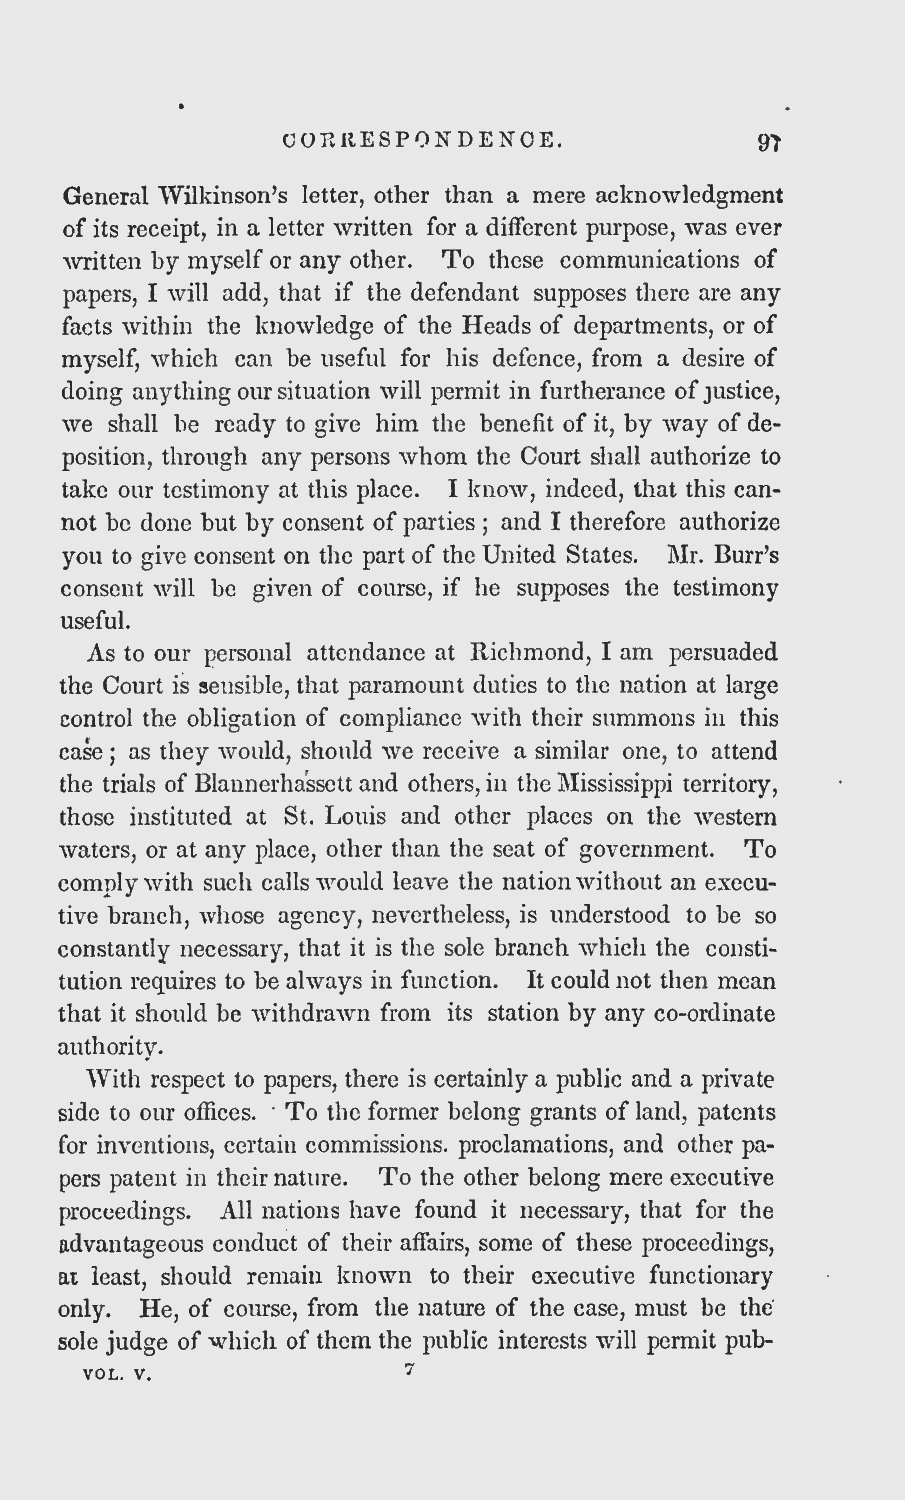 CORRESPONDENCE. 97
General Wilkinson's letter, other than a mere acknowledgment
of its receipt, in a letter written for a different purpose, was ever
written by myself or any other. To these communications of
papers, I will add, that if the defendant supposes there are any
facts within the knowledge of the Heads of departments, or of
myself, which can be useful for his defence, from a desire of
doing anything our situation will permit in furtherance of justice,
we shall be ready to give him the benefit of it, by way of de-
position, through any persons whom the Court shall authorize to
take our testimony at this place. I know, indeed, that this can-
not be done but by consent of parties; and I therefore authorize
you to give consent on the part of the United States. Mr. Burr's
consent will be given of course, if he supposes the testimony
useful.
As to our personal attendance at Richmond, I am persuaded
the Court is sensible, that paramount duties to the nation at large
control the obligation of compliance with their summons in this
case; as they would, should we receive a similar one, to attend
the trials of Blannerhassett and others, in the Mississippi territory,
those instituted at St. Louis and other places on the western
waters, or at any place, other than the seat of government. To
comply with such calls would leave the nation without an execu-
tive branch, whose agency, nevertheless, is understood to be so
constantly necessary, that it is the sole branch which the consti-
tution requires to be always in function. It could not then mean
that it should be withdrawn from its station by any co-ordinate
authority.
With respect to papers, there is certainly a public and a private
side to our offices. To the former belong grants of land, patents
for inventions, certain commissions. proclamations, and other pa-
pers patent in their nature. To the other belong mere executive
proceedings. All nations have found it necessary, that for the
advantageous conduct of their affairs, some of these proceedings,
at least, should remain known to their executive functionary
only. He, of course, from the nature of the case, must be the
sole judge of which of them the public interests will permit pub-
VOL. V. 7